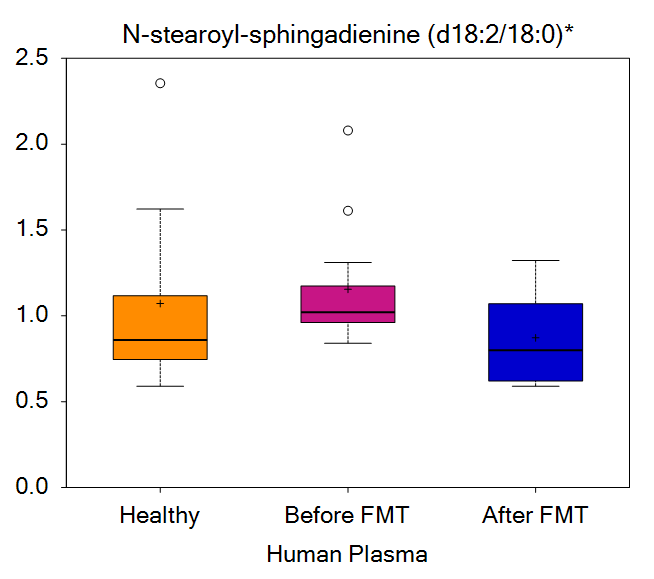 N-stearoyl-sphingadienine (d18:2/18:0)*
2.5
2.0
1.5
1.0
0.5
0.0
Healthy Before FMT After FMT
Human Plasma